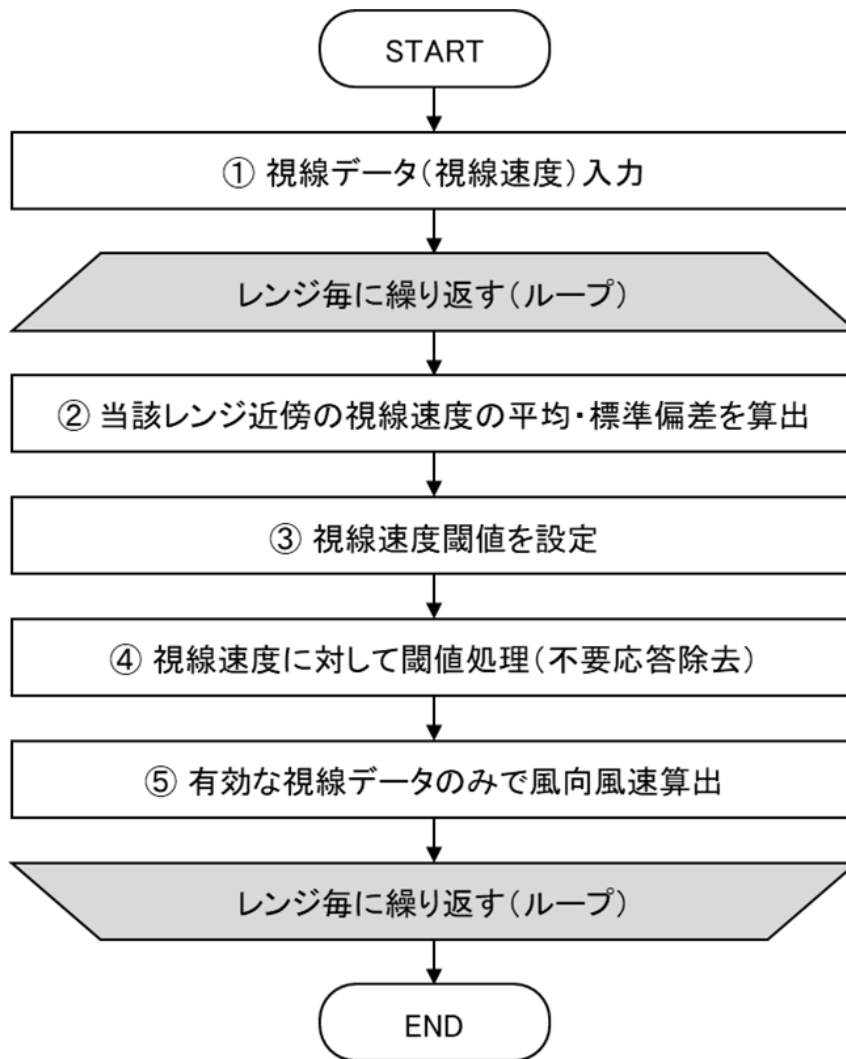 START
① 視線データ（視線速度）入力
レンジ毎に繰り返す（ループ）
② 当該レンジ近傍の視線速度の平均・標準偏差を算出
③ 視線速度閾値を設定
④ 視線速度に対して閾値処理（不要応答除去）
⑤ 有効な視線データのみで風向風速算出
レンジ毎に繰り返す（ループ）
END